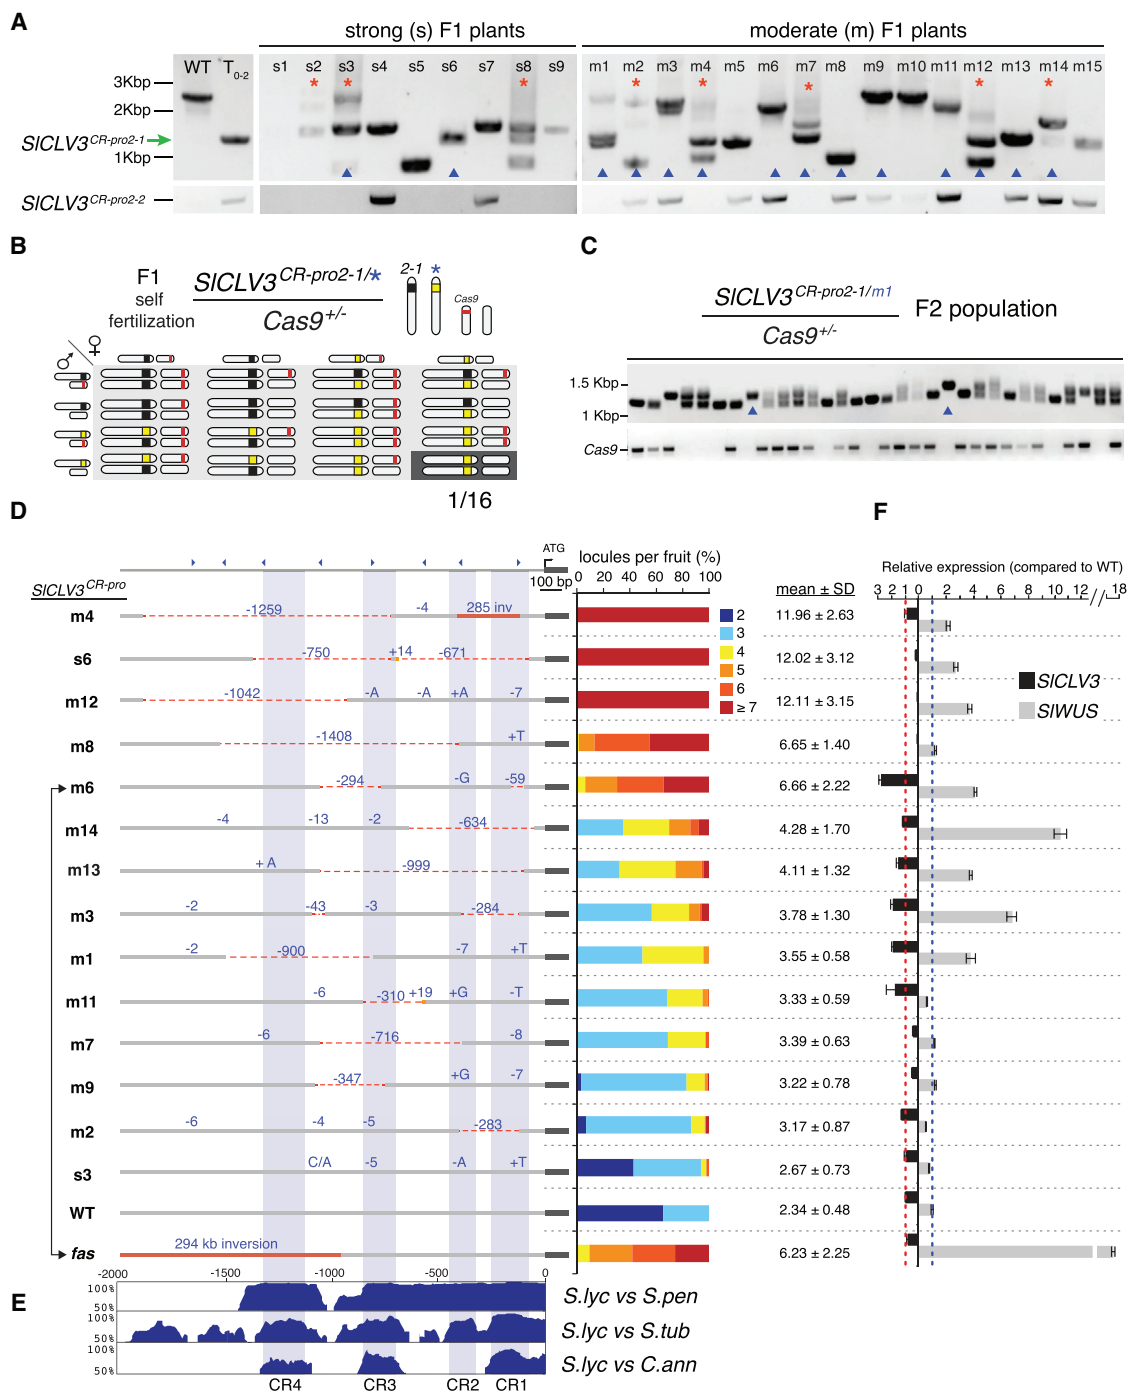 A
strong (s) F1 plants
moderate (m) F1 plants
WT T0-2
s1 s2 s3 s4 s5 s6 s7 s8 s9
m1 m2 m3 m4 m5 m6 m7 m8 m9 m10 m11 m12 m13 m14 m15
* * *
* * * * *
3Kbp
2Kbp
SlCLV3CR-pro2-1
1Kbp
SlCLV3CR-pro2-2
B
F1
self
fertilization
SlCLV3CR-pro2-1/*
Cas9+/-
2-1 *
Cas9
♂ ♀
1/16
C
SlCLV3CR-pro2-1/m1
Cas9+/-
F2 population
1.5 Kbp
1 Kbp
Cas9
D
F
ATG
100 bp
SlCLV3CR-pro
locules per fruit (%)
0 20 40 60 80 100
mean ± SD
Relative expression (compared to WT)
3 2 1 0 2 4 6 8 10 12 // 18
2
3
4
5
6
≥ 7
SlCLV3
SlWUS
m4 -1259 -4 285 inv 11.96 ± 2.63
s6 -750 +14 -671 12.02 ± 3.12
m12 -1042 -A -A +A -7 12.11 ± 3.15
m8 -1408 +T 6.65 ± 1.40
m6 -294 -G -59 6.66 ± 2.22
m14 -4 -13 -2 -634 4.28 ± 1.70
m13 + A -999 4.11 ± 1.32
m3 -2 -43 -3 -284 3.78 ± 1.30
m1 -2 -900 -7 +T 3.55 ± 0.58
m11 -6 -310 +19 +G -T 3.33 ± 0.59
m7 -6 -716 -8 3.39 ± 0.63
m9 -347 +G -7 3.22 ± 0.78
m2 -6 -4 -5 -283 3.17 ± 0.87
s3 C/A -5 -A +T 2.67 ± 0.73
WT 2.34 ± 0.48
fas 294 kb inversion 6.23 ± 2.25
-2000 -1500 -1000 -500 0
E
100%
50%
S.lyc vs S.pen
100%
50%
S.lyc vs S.tub
100%
50%
S.lyc vs C.ann
CR4 CR3 CR2 CR1